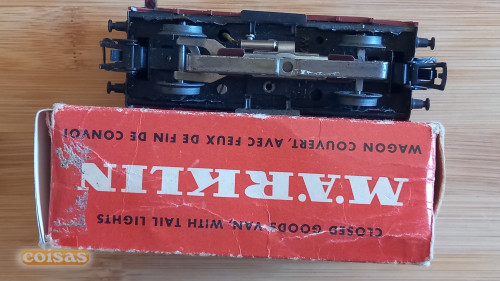 CLOSED GOODS VAN, WITH TAIL LIGHTS
MÄRKLIN
WAGON COUVERT, AVEC FEUX DE FIN DE CONVOI
coisas